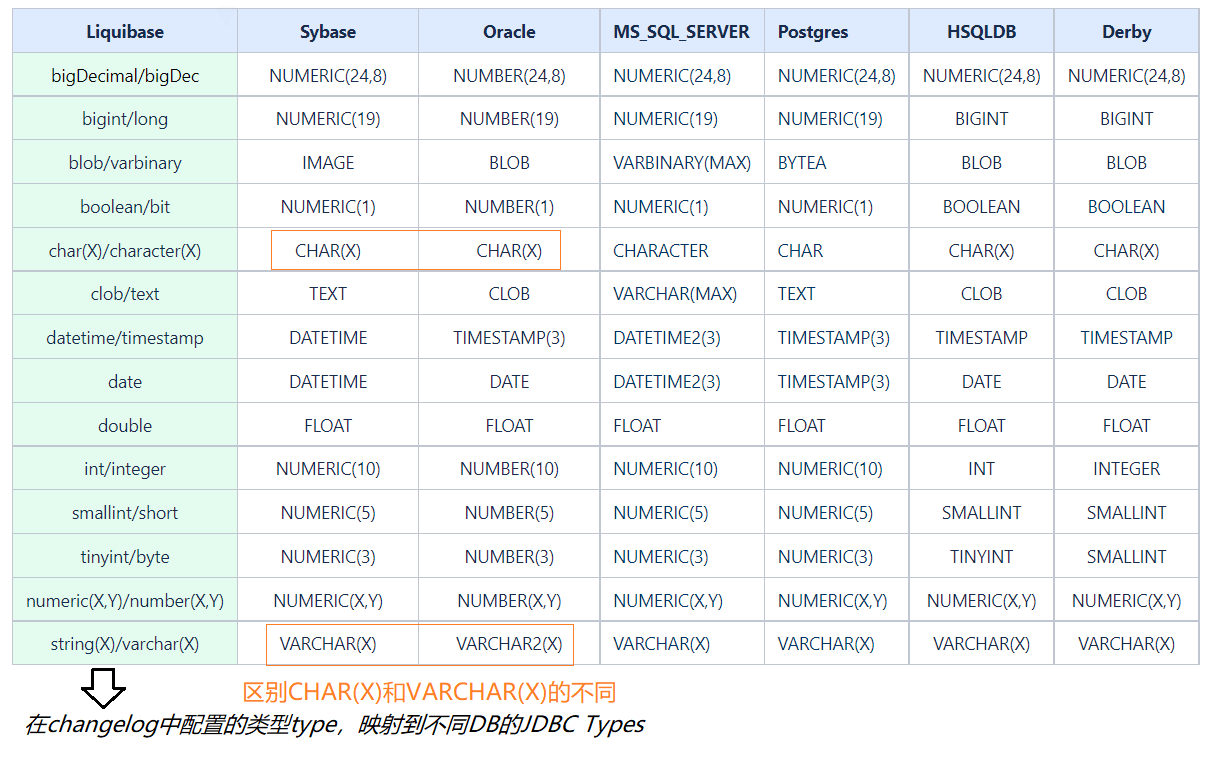 Liquibase Sybase Oracle MS_SQL_SERVER Postgres HSQLDB Derby
bigDecimal/bigDec NUMERIC(24,8) NUMBER(24,8) NUMERIC(24,8) NUMERIC(24,8) NUMERIC(24,8) NUMERIC(24,8)
bigint/long NUMERIC(19) NUMBER(19) NUMERIC(19) NUMERIC(19) BIGINT BIGINT
blob/varbinary IMAGE BLOB VARBINARY(MAX) BYTEA BLOB BLOB
boolean/bit NUMERIC(1) NUMBER(1) NUMERIC(1) NUMERIC(1) BOOLEAN BOOLEAN
char(X)/character(X) CHAR(X) CHAR(X) CHARACTER CHAR CHAR(X) CHAR(X)
clob/text TEXT CLOB VARCHAR(MAX) TEXT CLOB CLOB
datetime/timestamp DATETIME TIMESTAMP(3) DATETIME2(3) TIMESTAMP(3) TIMESTAMP TIMESTAMP
date DATETIME DATE DATETIME2(3) TIMESTAMP(3) DATE DATE
double FLOAT FLOAT FLOAT FLOAT FLOAT FLOAT
int/integer NUMERIC(10) NUMBER(10) NUMERIC(10) NUMERIC(10) INT INTEGER
smallint/short NUMERIC(5) NUMBER(5) NUMERIC(5) NUMERIC(5) SMALLINT SMALLINT
tinyint/byte NUMERIC(3) NUMBER(3) NUMERIC(3) NUMERIC(3) TINYINT SMALLINT
numeric(X,Y)/number(X,Y) NUMERIC(X,Y) NUMBER(X,Y) NUMERIC(X,Y) NUMERIC(X,Y) NUMERIC(X,Y) NUMERIC(X,Y)
string(X)/varchar(X) VARCHAR(X) VARCHAR2(X) VARCHAR(X) VARCHAR(X) VARCHAR(X) VARCHAR(X)
区别CHAR(X)和VARCHAR(X)的不同
在changelog中配置的类型type，映射到不同DB的JDBC Types